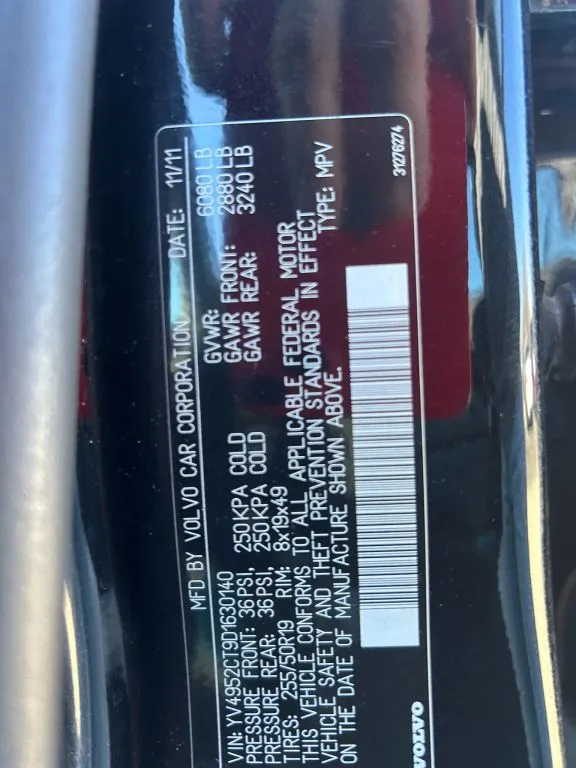 MFD BY VOLVO CAR CORPORATION DATE: 11/11
VIN: YV4952CT9D1630140 GVWR: 6080 LB
PRESSURE FRONT: 36PSI, 250KPA COLD GAWR FRONT: 2880 LB
PRESSURE REAR: 36PSI, 250KPA COLD GAWR REAR: 3240 LB
TIRES: 255/50R19 RIM: 8x19x49
THIS VEHICLE CONFORMS TO ALL APPLICABLE FEDERAL MOTOR
VEHICLE SAFETY AND THEFT PREVENTION STANDARDS IN EFFECT
ON THE DATE OF MANUFACTURE SHOWN ABOVE. TYPE: MPV
VOLVO 31276274